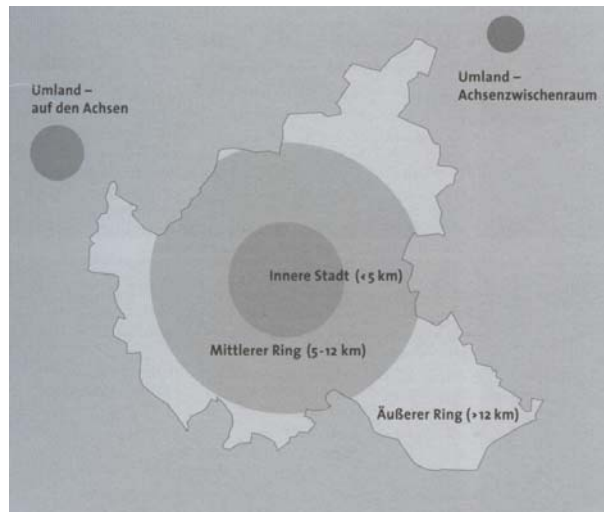 Umland –
auf den Achsen
Umland –
Achsenzwischenraum
Innere Stadt (<5 km)
Mittlerer Ring (5-12 km)
Äußerer Ring (>12 km)